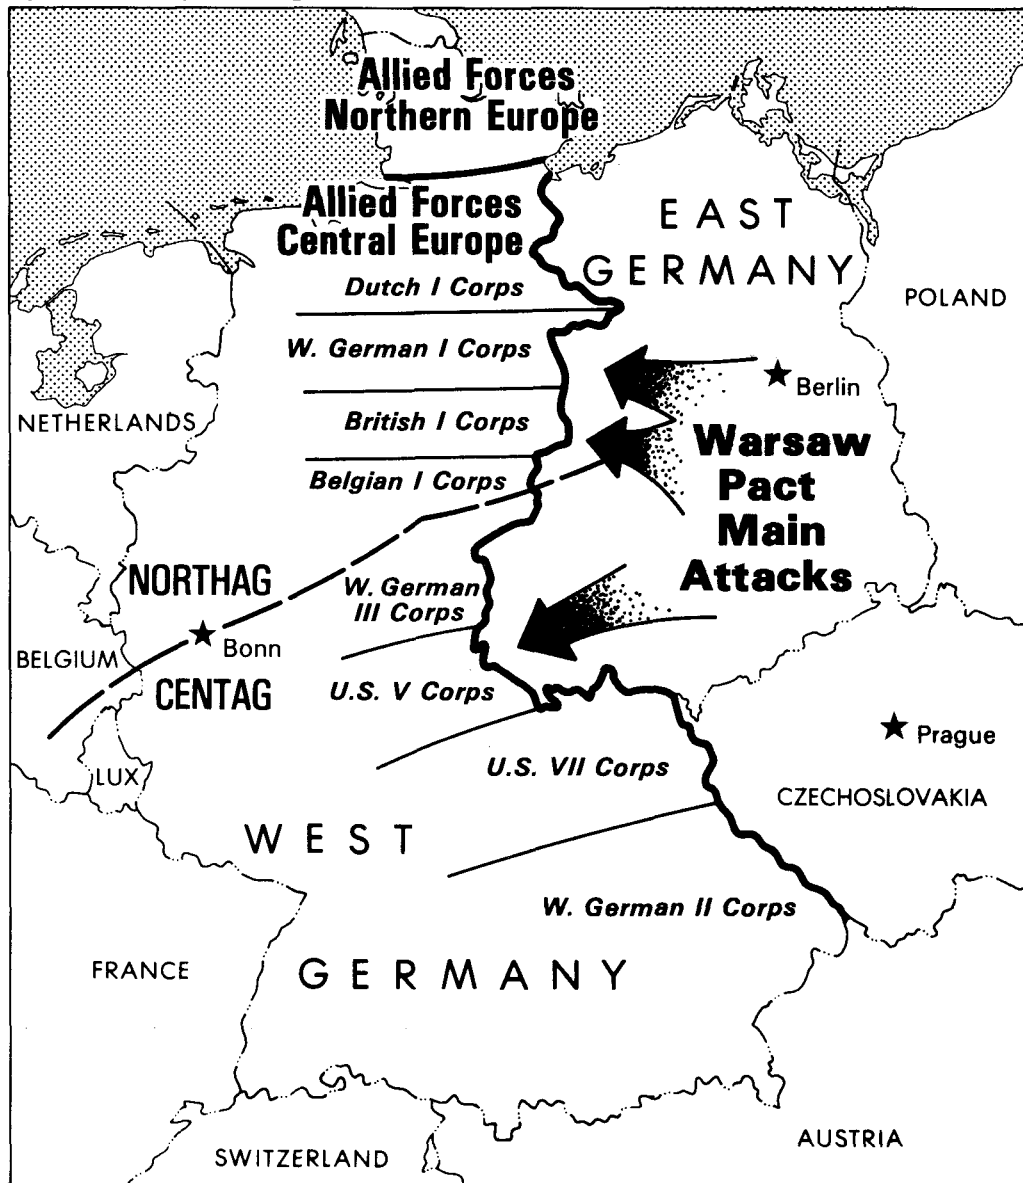 Allied Forces
Northern Europe
Allied Forces
Central Europe
EAST
GERMANY
Dutch I Corps
POLAND
W. German I Corps
Berlin
NETHERLANDS
British I Corps
Warsaw
Pact
Main
Attacks
Belgian I Corps
NORTHAG
W. German
III Corps
Bonn
BELGIUM
CENTAG
U.S. V Corps
Prague
LUX
U.S. VII Corps
CZECHOSLOVAKIA
WEST
GERMANY
W. German II Corps
FRANCE
AUSTRIA
SWITZERLAND